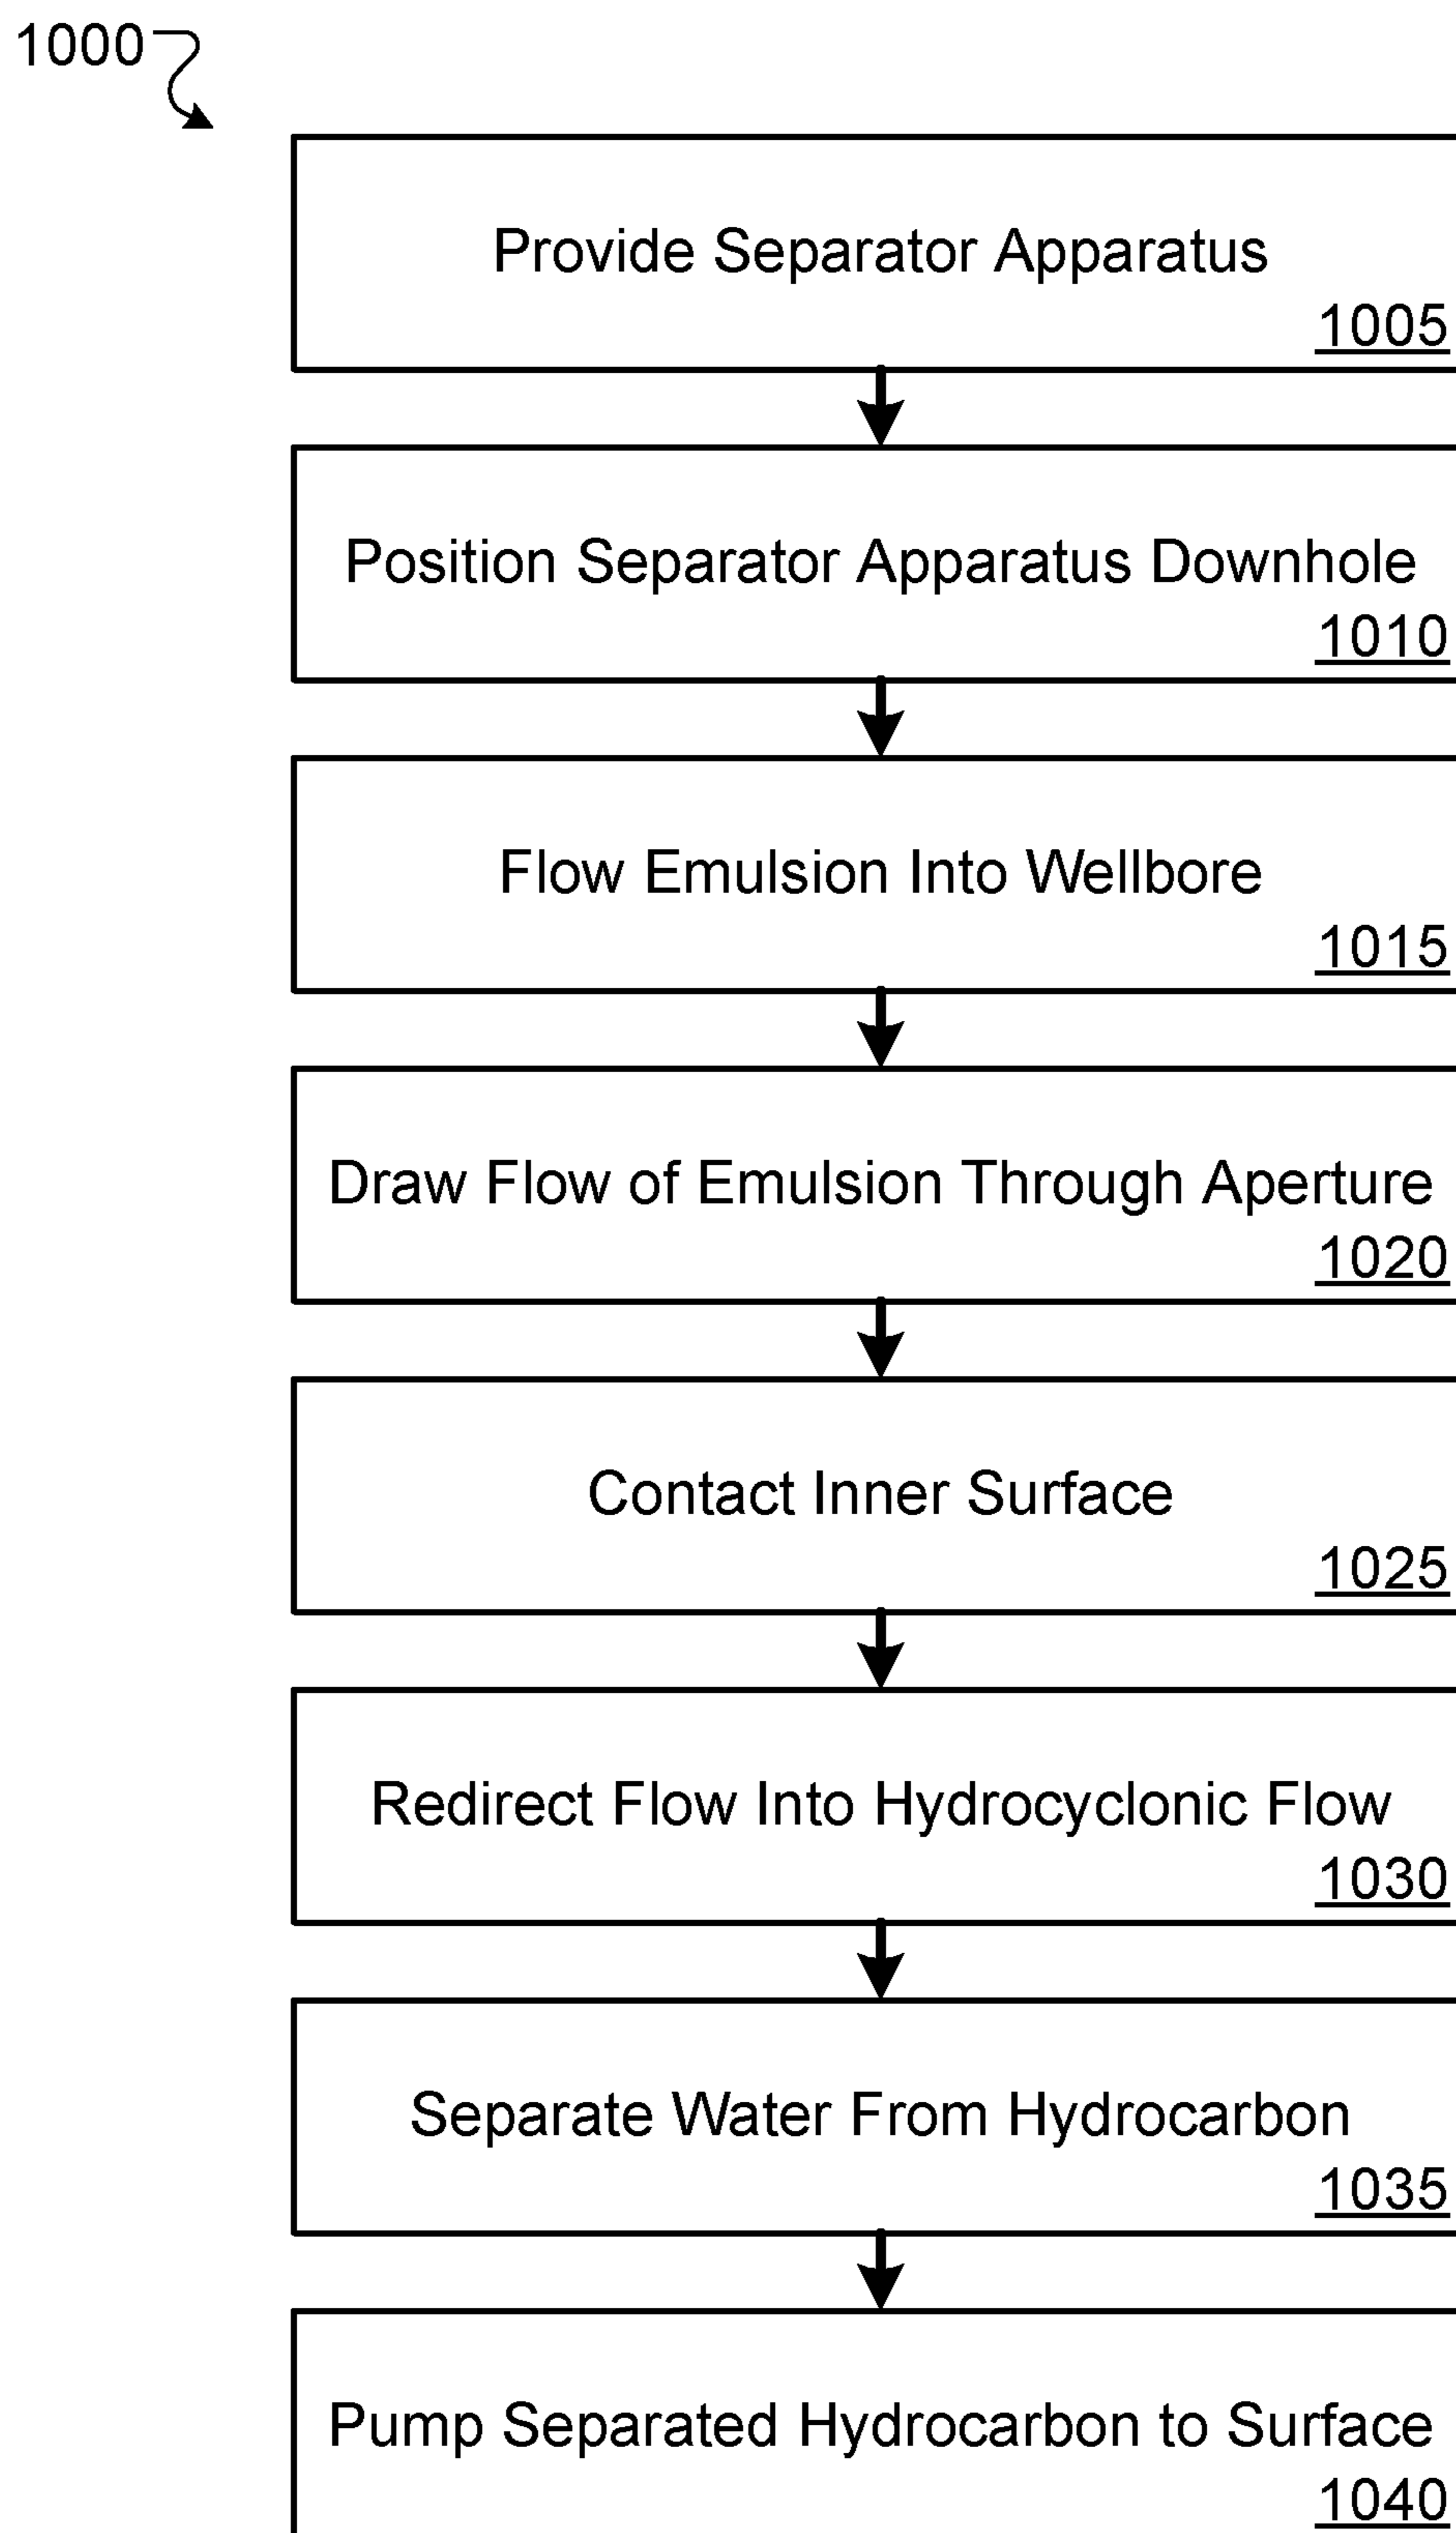 1000
Provide Separator Apparatus
1005
Position Separator Apparatus Downhole
1010
Flow Emulsion Into Wellbore
1015
Draw Flow of Emulsion Through Aperture
1020
Contact Inner Surface
1025
Redirect Flow Into Hydrocyclonic Flow
1030
Separate Water From Hydrocarbon
1035
Pump Separated Hydrocarbon to Surface
1040